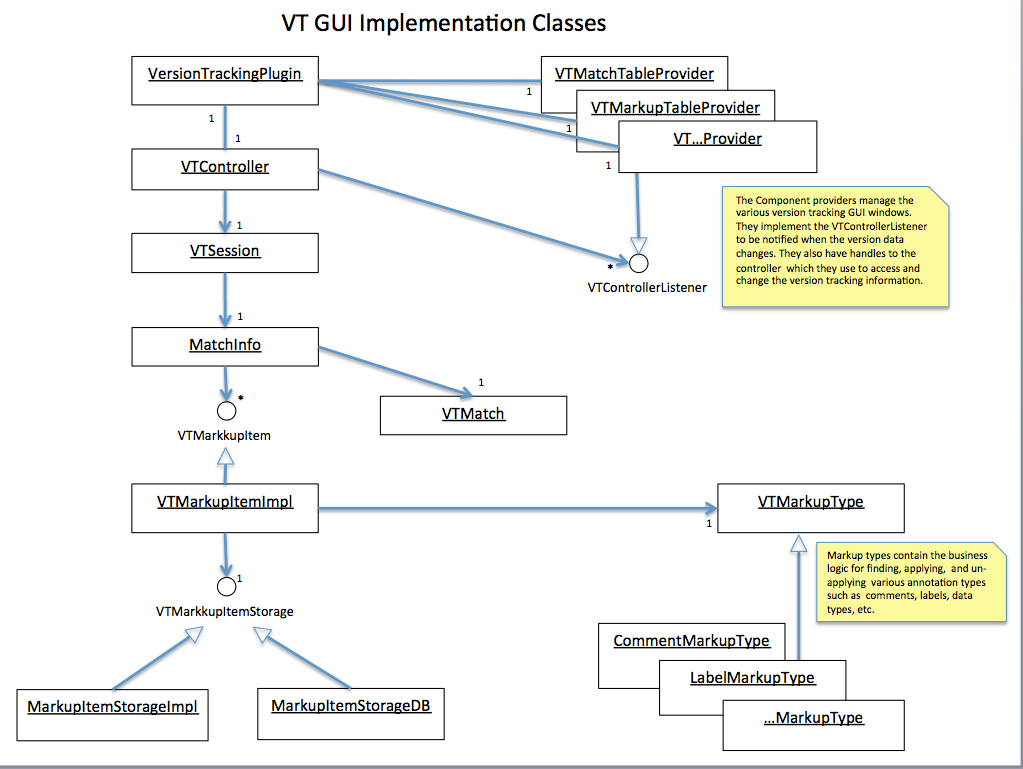 VT GUI Implementation Classes
VersionTrackingPlugin
VTMatchTableProvider
1
VTMarkupTableProvider
1
1
VT...Provider
1
1
VTController
The Component providers manage the
various version tracking GUI windows.
They implement the VTControllerListener
to be notified when the version data
changes. They also have handles to the
controller which they use to access and
change the version tracking information.
1
VTSession
*
VTControllerListener
1
MatchInfo
1
*
VTMatch
VTMarkkupItem
VTMarkupItemImpl
VTMarkupType
1
Markup types contain the business
logic for finding, applying, and un-
applying various annotation types
such as comments, labels, data
types, etc.
1
VTMarkkupItemStorage
CommentMarkupType
LabelMarkupType
MarkupItemStorageImpl
MarkupItemStorageDB
...MarkupType